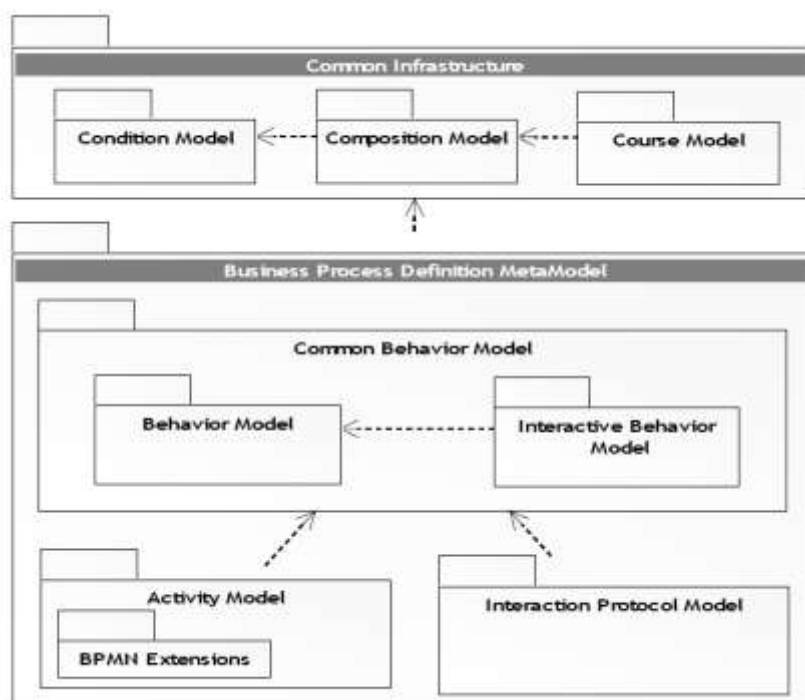 Common Infrastructure
Condition Model
Composition Model
Course Model
Business Process Definition MetaModel
Common Behavior Model
Behavior Model
Interactive Behavior
Model
Activity Model
Interaction Protocol Model
BPMN Extensions